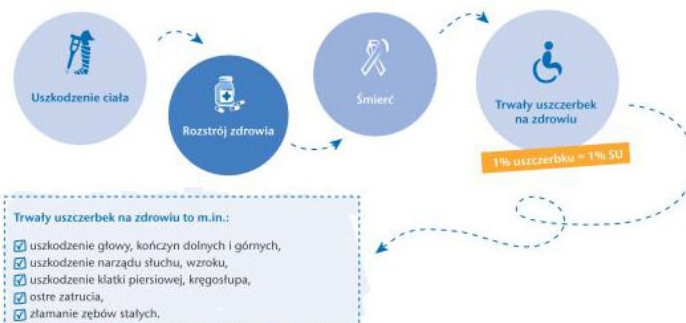 Uszkodzenie ciała
Rozstrój zdrowia
Śmierć
Trwały uszczerbek
na zdrowiu
1% uszczerbku = 1% SU
Trwały uszczerbek na zdrowiu to m.in.:
uszkodzenie głowy, kończyn dolnych i górnych,
uszkodzenie narządu słuchu, wzroku,
uszkodzenie klatki piersiowej, kręgosłupa,
ostre zatrucia,
złamanie zębów stałych.